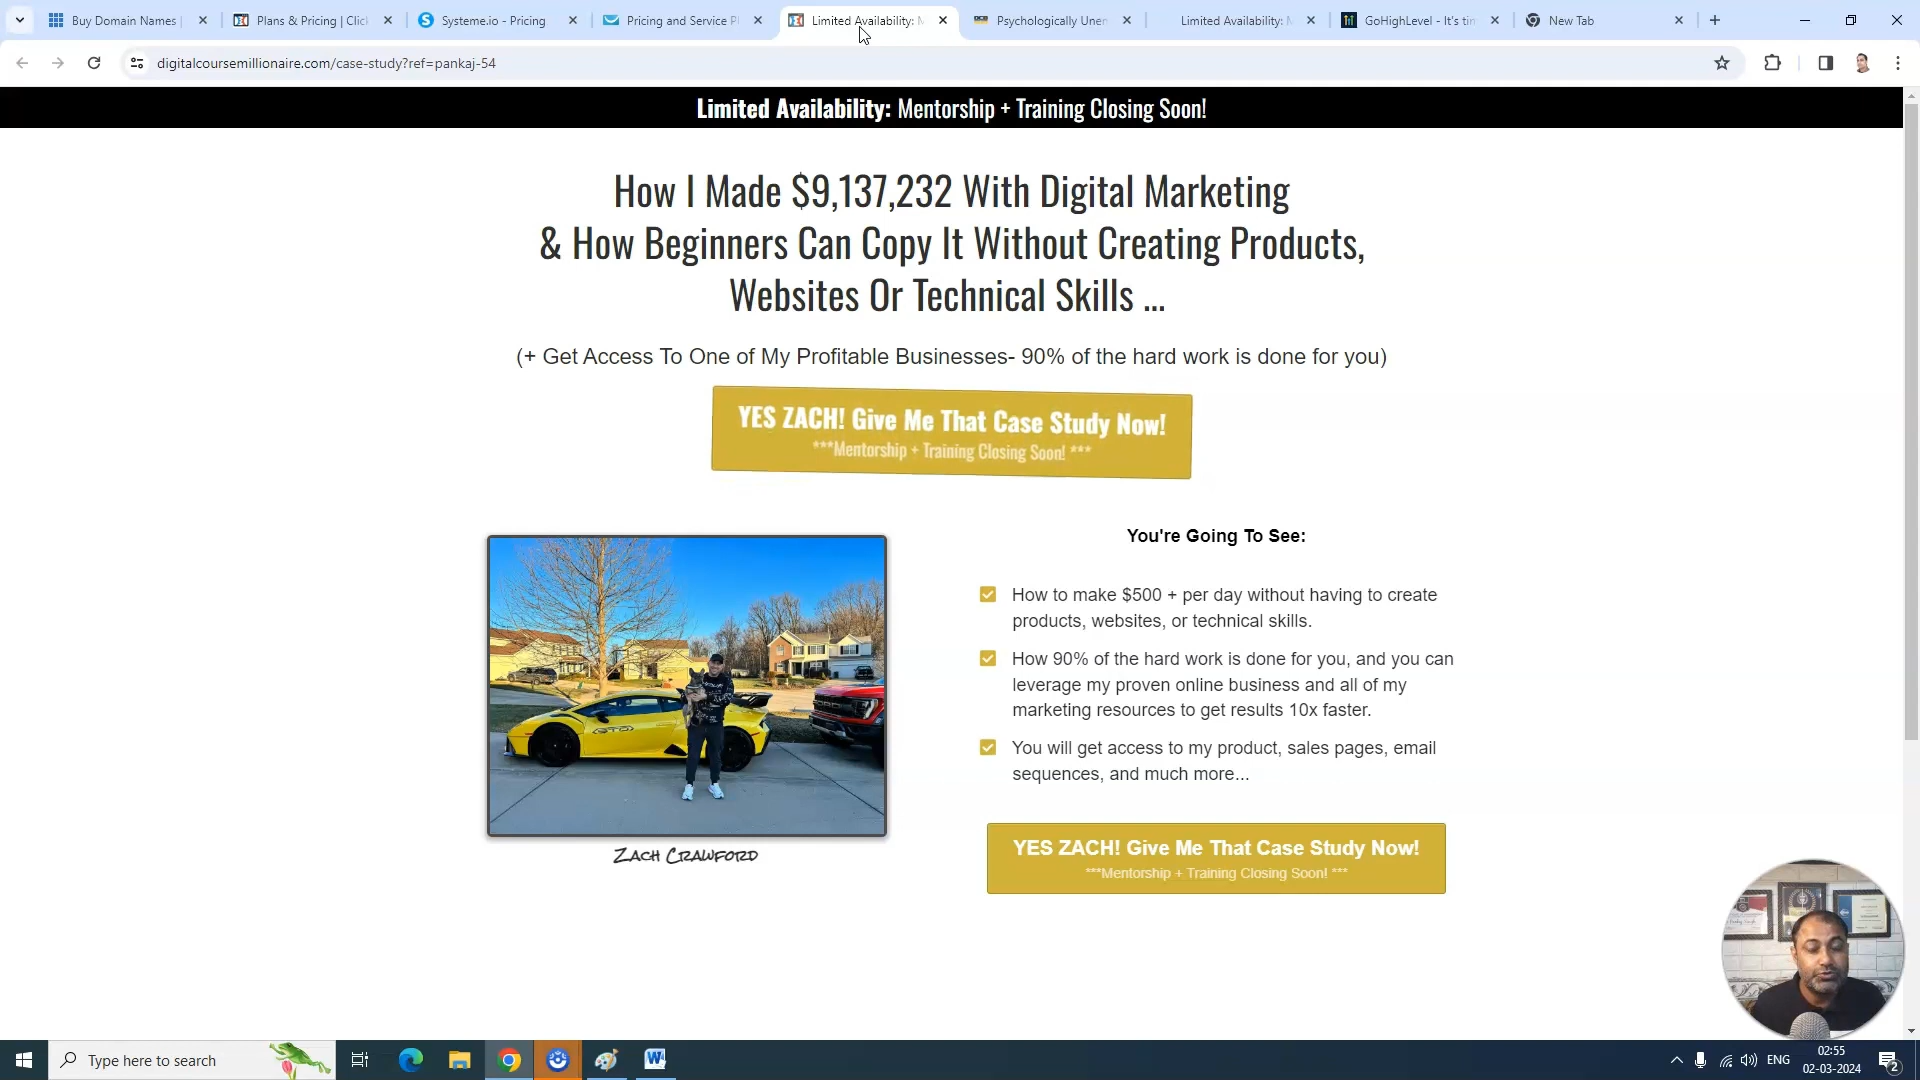 Buy Domain Names
Plans & Pricing | Clic
Systeme.io - Pricing
Pricing and Service P
Limited Availability: M
Psychologically Uner
Limited Availability: M
GoHighLevel - It's tin
New Tab
digitalcoursemillionaire.com/case-study?ref=pankaj-54
Limited Availability: Mentorship + Training Closing Soon!
How I Made $9,137,232 With Digital Marketing
& How Beginners Can Copy It Without Creating Products,
Websites Or Technical Skills ...
(+ Get Access To One of My Profitable Businesses- 90% of the hard work is done for you)
YES ZACH! Give Me That Case Study Now!
***Mentorship + Training Closing Soon! ***
You're Going To See:
How to make $500 + per day without having to create
products, websites, or technical skills.
How 90% of the hard work is done for you, and you can
leverage my proven online business and all of my
marketing resources to get results 10x faster.
You will get access to my product, sales pages, email
sequences, and much more...
ZACH CRAWFORD
YES ZACH! Give Me That Case Study Now!
***Mentorship + Training Closing Soon! ***
Type here to search
ENG
02:55
02-03-2024
2